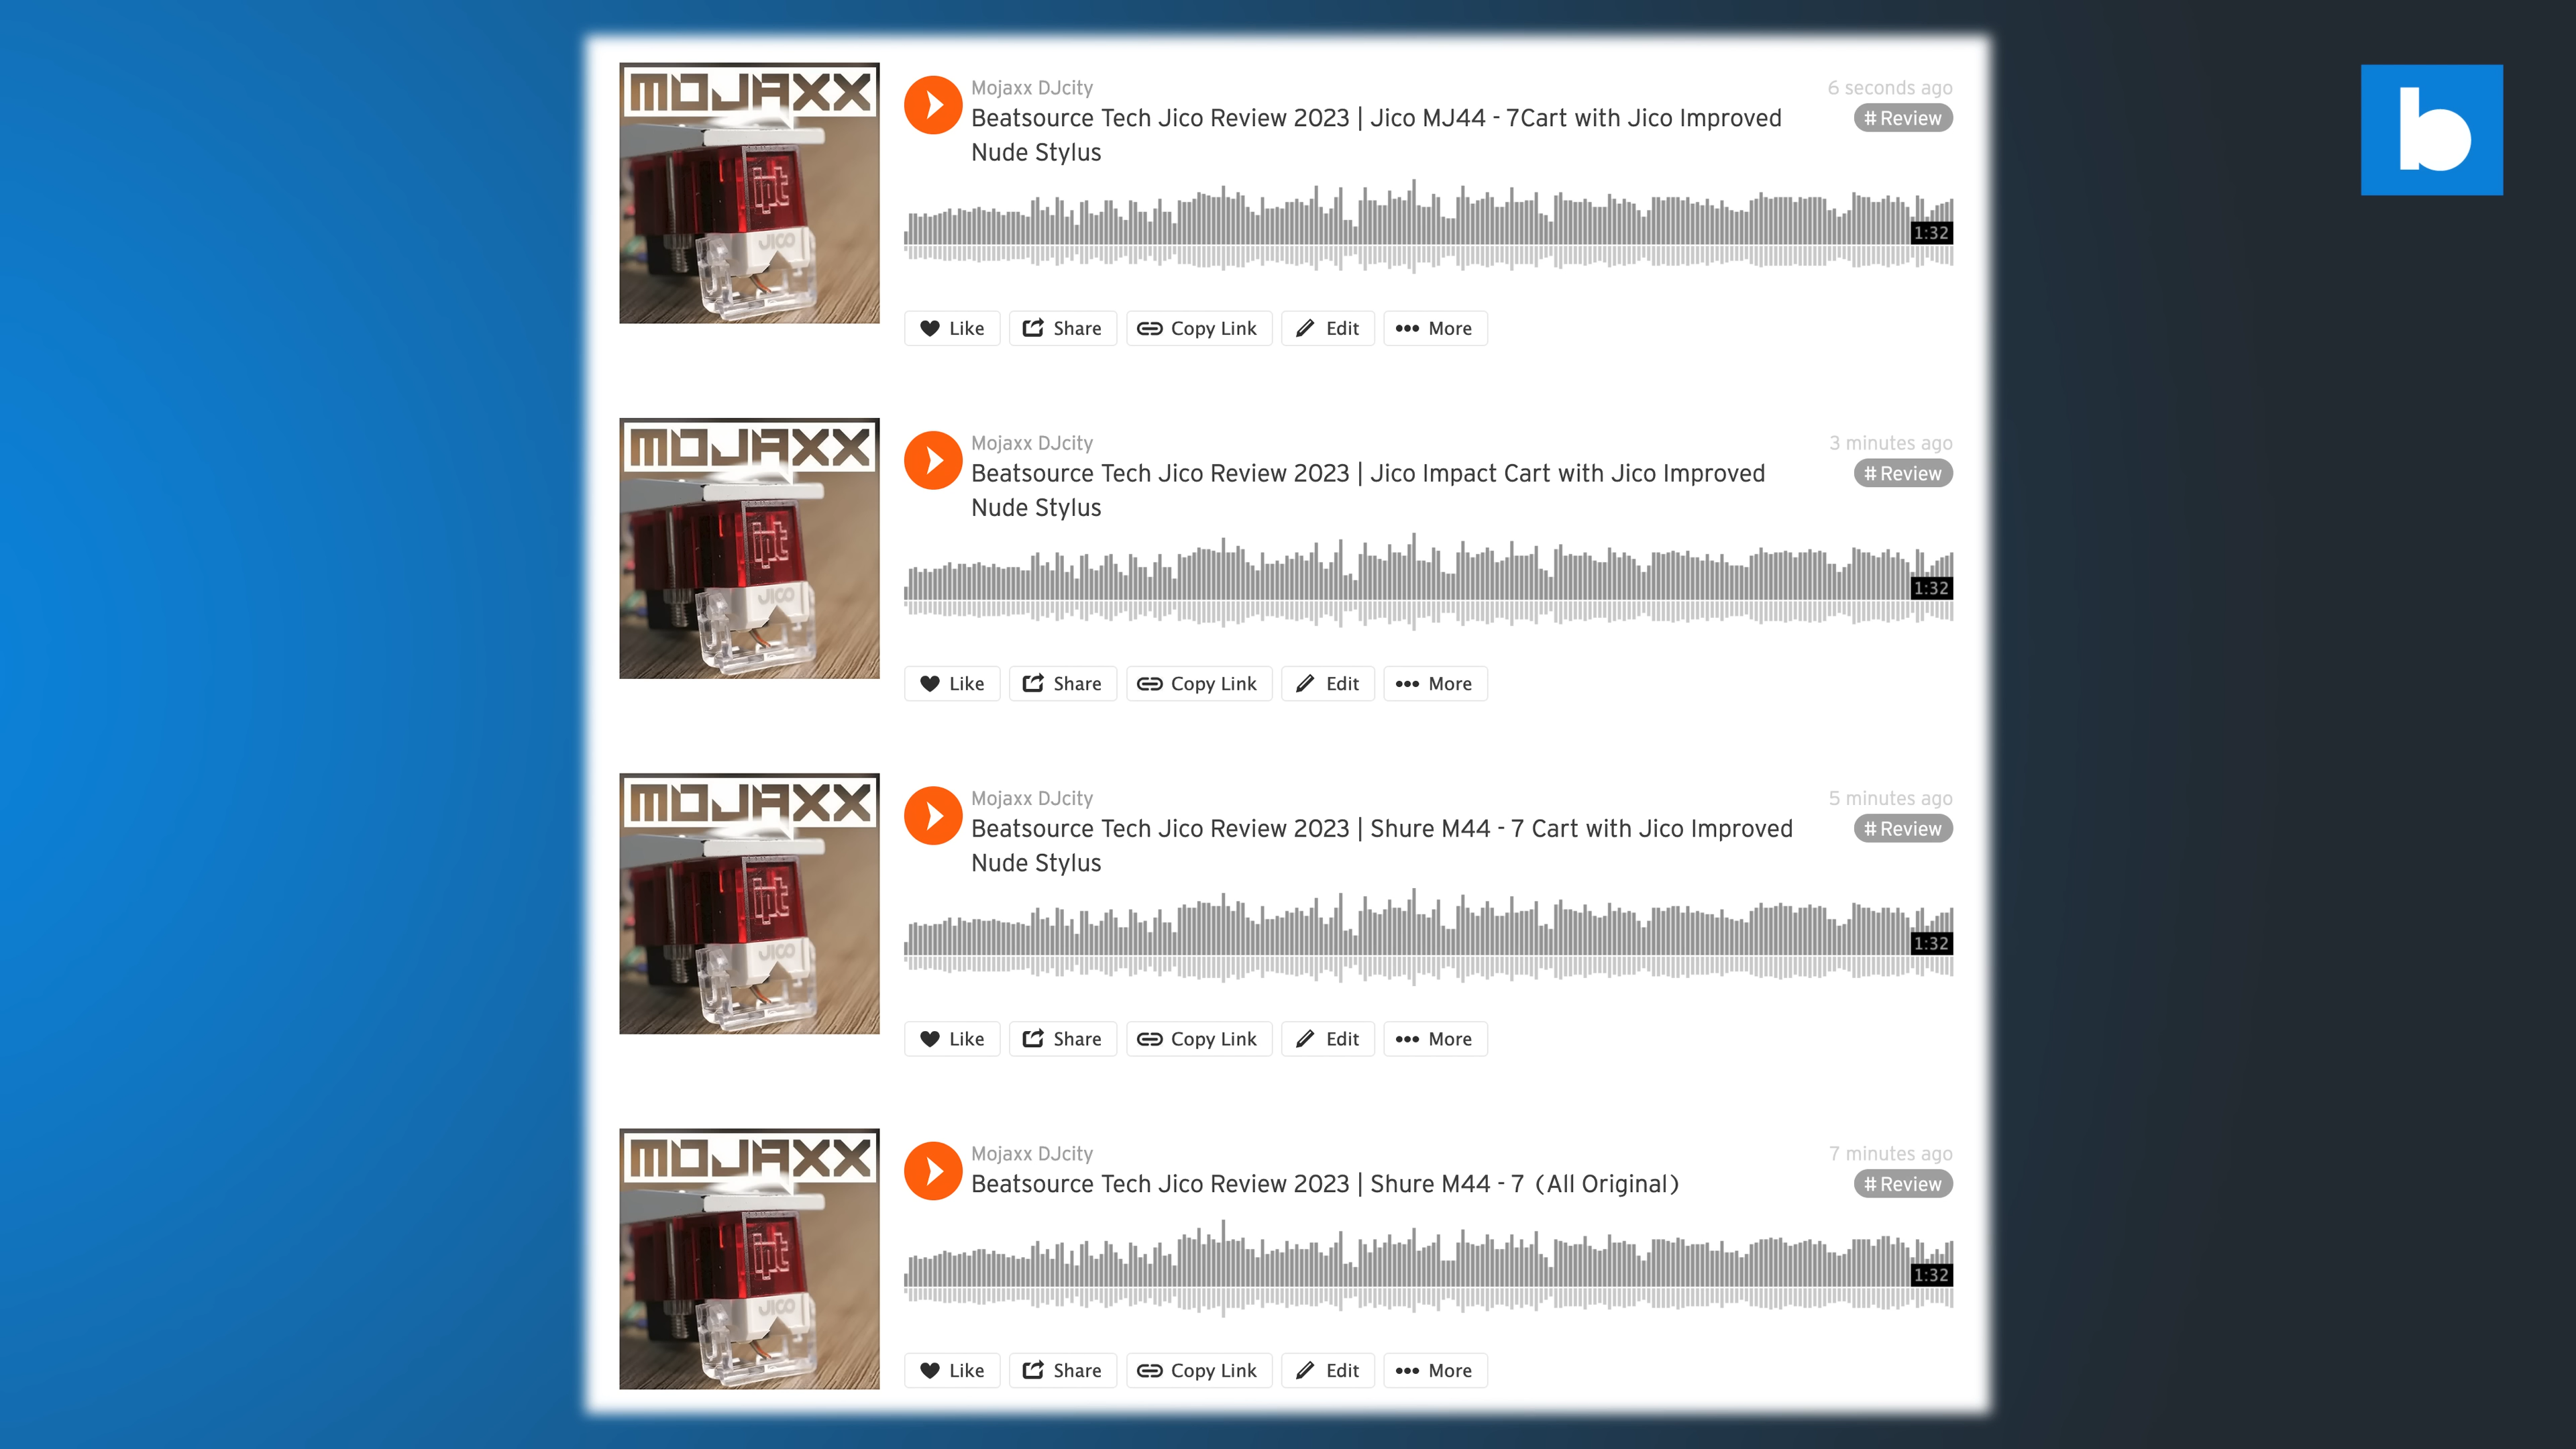 MOJAXX
JICO
Mojaxx DJcity
6 seconds ago
Beatsource Tech Jico Review 2023 | Jico MJ44 - 7Cart with Jico Improved
Nude Stylus
# Review
1:32
Like
Share
Copy Link
Edit
More
MOJAXX
JICO
Mojaxx DJcity
3 minutes ago
Beatsource Tech Jico Review 2023 | Jico Impact Cart with Jico Improved
Nude Stylus
# Review
1:32
Like
Share
Copy Link
Edit
More
MOJAXX
JICO
Mojaxx DJcity
5 minutes ago
Beatsource Tech Jico Review 2023 | Shure M44 - 7 Cart with Jico Improved
Nude Stylus
# Review
1:32
Like
Share
Copy Link
Edit
More
MOJAXX
JICO
Mojaxx DJcity
7 minutes ago
Beatsource Tech Jico Review 2023 | Shure M44 - 7 (All Original)
# Review
1:32
Like
Share
Copy Link
Edit
More
b